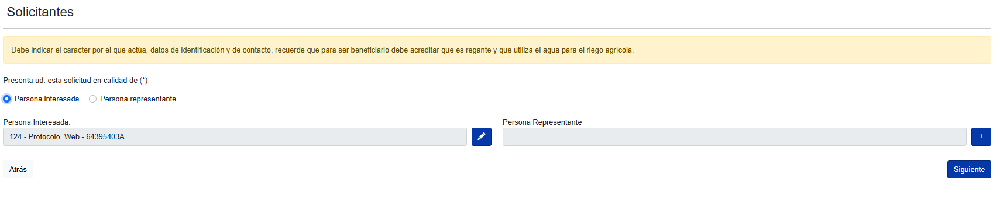 Solicitantes
Debe indicar el caracter por el que actúa, datos de identificación y de contacto, recuerde que para ser beneficiario debe acreditar que es regante y que utiliza el agua para el riego agrícola.
Presenta ud. esta solicitud en calidad de (*)
Persona interesada Persona representante
Persona Interesada: Persona Representante
124 - Protocolo  Web - 64395403A +
Atrás Siguiente